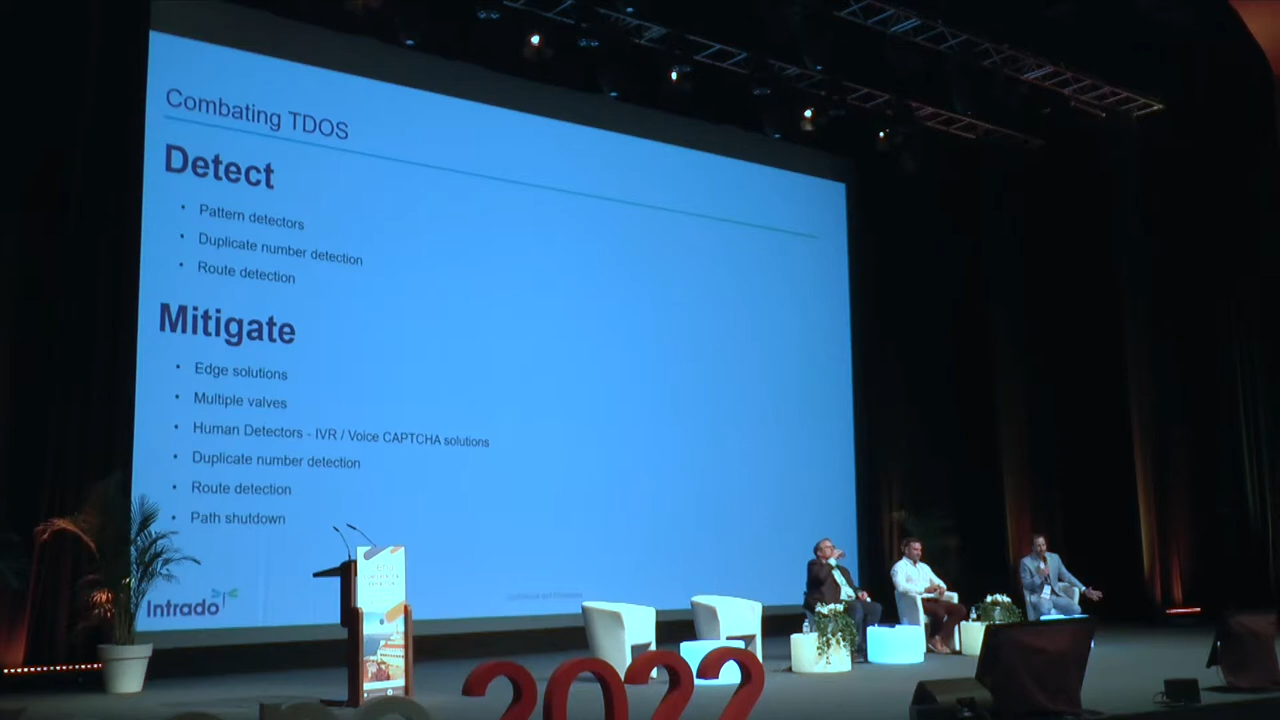 Combating TDOS
Detect
• Pattern detectors
• Duplicate number detection
• Route detection
Mitigate
• Edge solutions
• Multiple valves
• Human Detectors - IVR / Voice CAPTCHA solutions
• Duplicate number detection
• Route detection
• Path shutdown
Intrado
2022